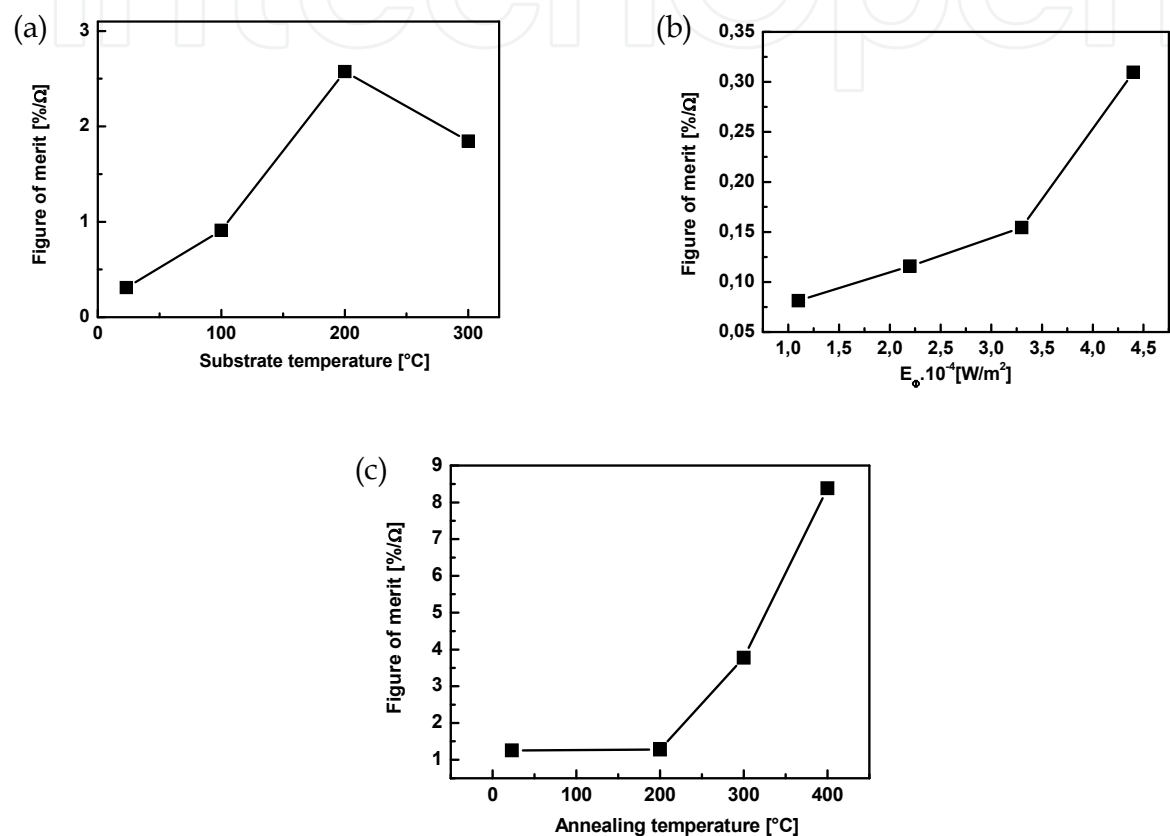 intechopen
(a)
3
2
1
0
Figure of merit [%/Ω]
0 100 200 300
Substrate temperature [°C]
(b)
0,35
0,30
0,25
0,20
0,15
0,10
0,05
Figure of merit [%/Ω]
1,0 1,5 2,0 2,5 3,0 3,5 4,0 4,5
E_Φ.10⁻⁴[W/m²]
(c)
9
8
7
6
5
4
3
2
1
Figure of merit [%/Ω]
0 100 200 300 400
Annealing temperature [°C]